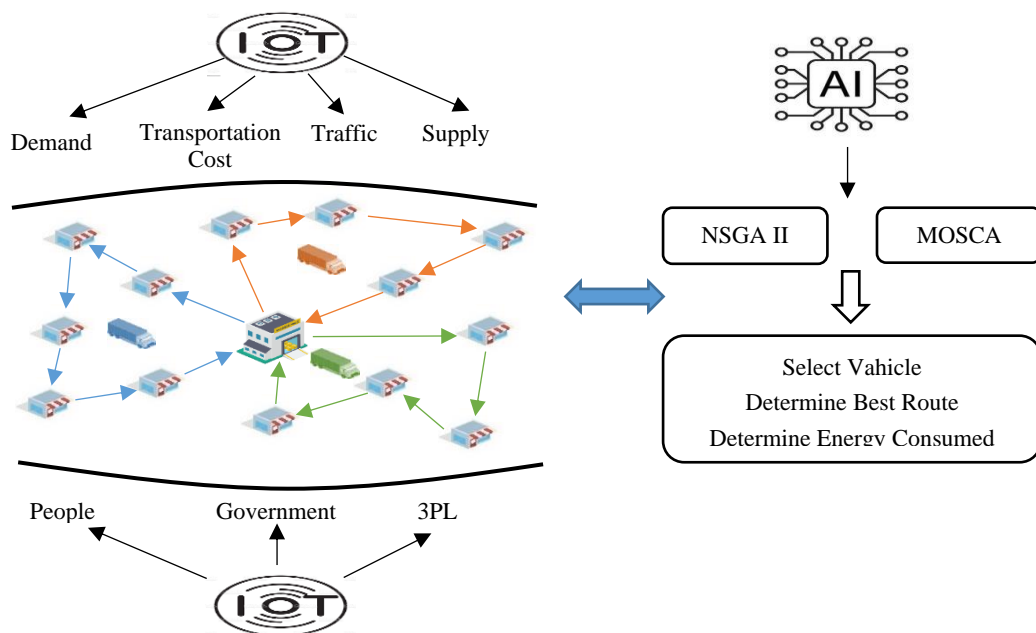 IOT
Demand
Transportation
Cost
Traffic
Supply
People
Government
3PL
IOT
AI
NSGA II
MOSCA
Select Vahicle
Determine Best Route
Determine Energy Consumed